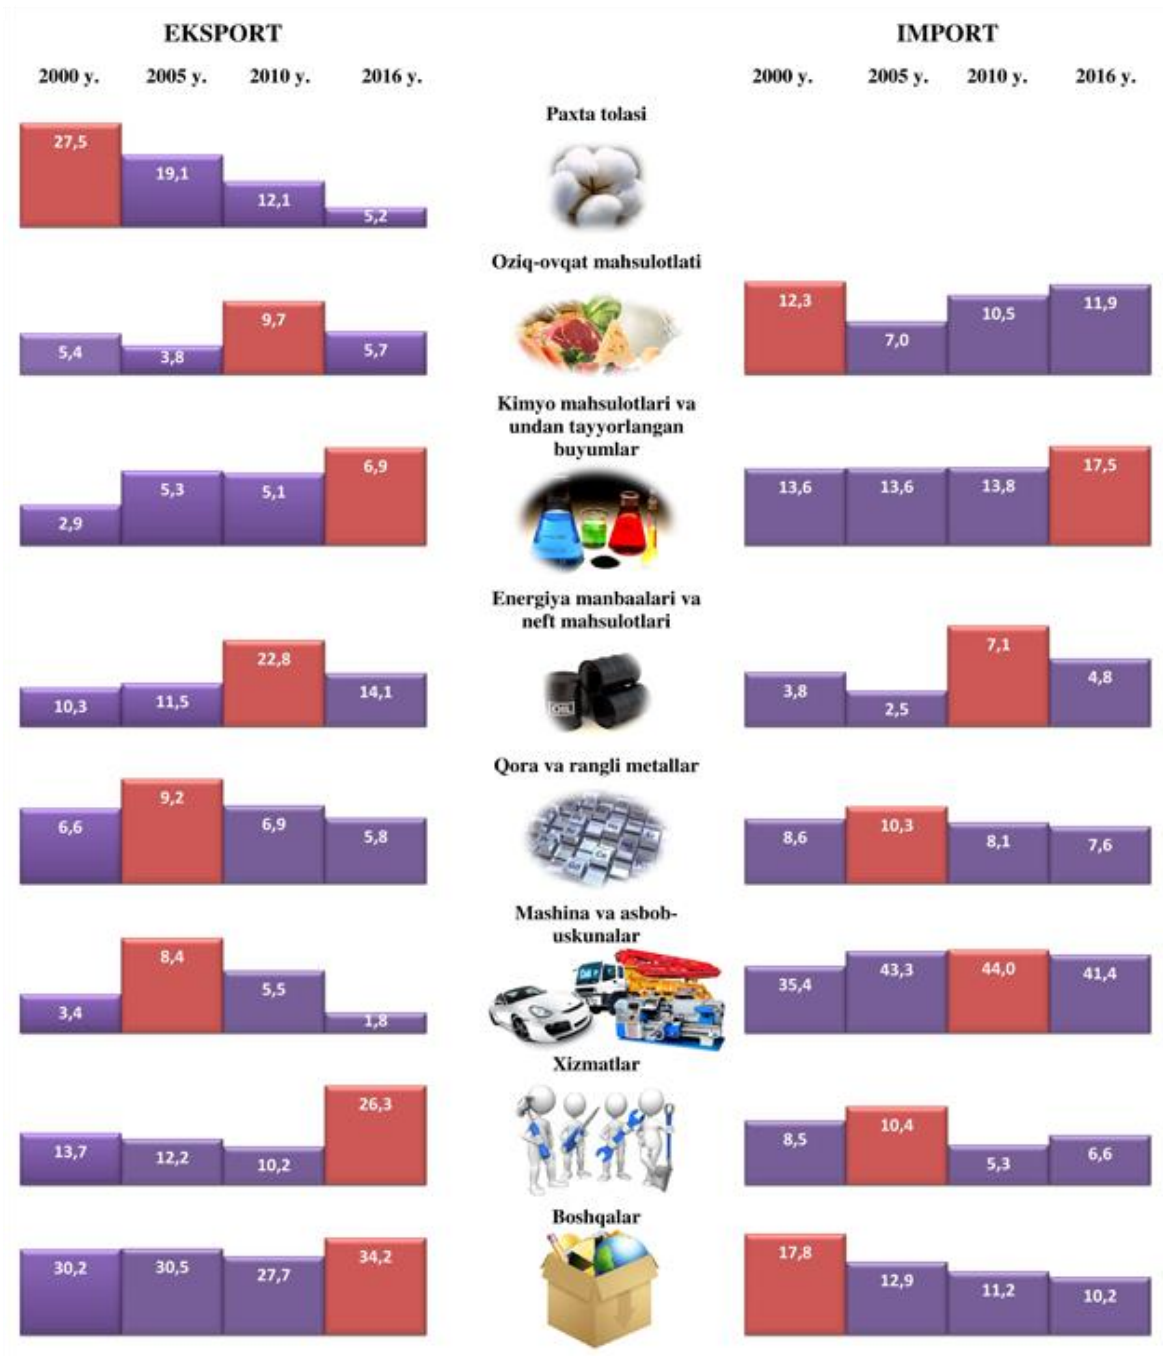 EKSPORT IMPORT
2000 y. 2005 y. 2010 y. 2016 y. 2000 y. 2005 y. 2010 y. 2016 y.
Paxta tolasi
27,5 19,1 12,1 5,2
Oziq-ovqat mahsulotlati
5,4 3,8 9,7 5,7 12,3 7,0 10,5 11,9
Kimyo mahsulotlari va
undan tayyorlangan
buyumlar
2,9 5,3 5,1 6,9 13,6 13,6 13,8 17,5
Energiya manbaalari va
neft mahsulotlari
10,3 11,5 22,8 14,1 OIL 3,8 2,5 7,1 4,8
Qora va rangli metallar
6,6 9,2 6,9 5,8 8,6 10,3 8,1 7,6
Mashina va asbob-
uskunalar
3,4 8,4 5,5 1,8 35,4 43,3 44,0 41,4
Xizmatlar
13,7 12,2 10,2 26,3 8,5 10,4 5,3 6,6
Boshqalar
30,2 30,5 27,7 34,2 17,8 12,9 11,2 10,2